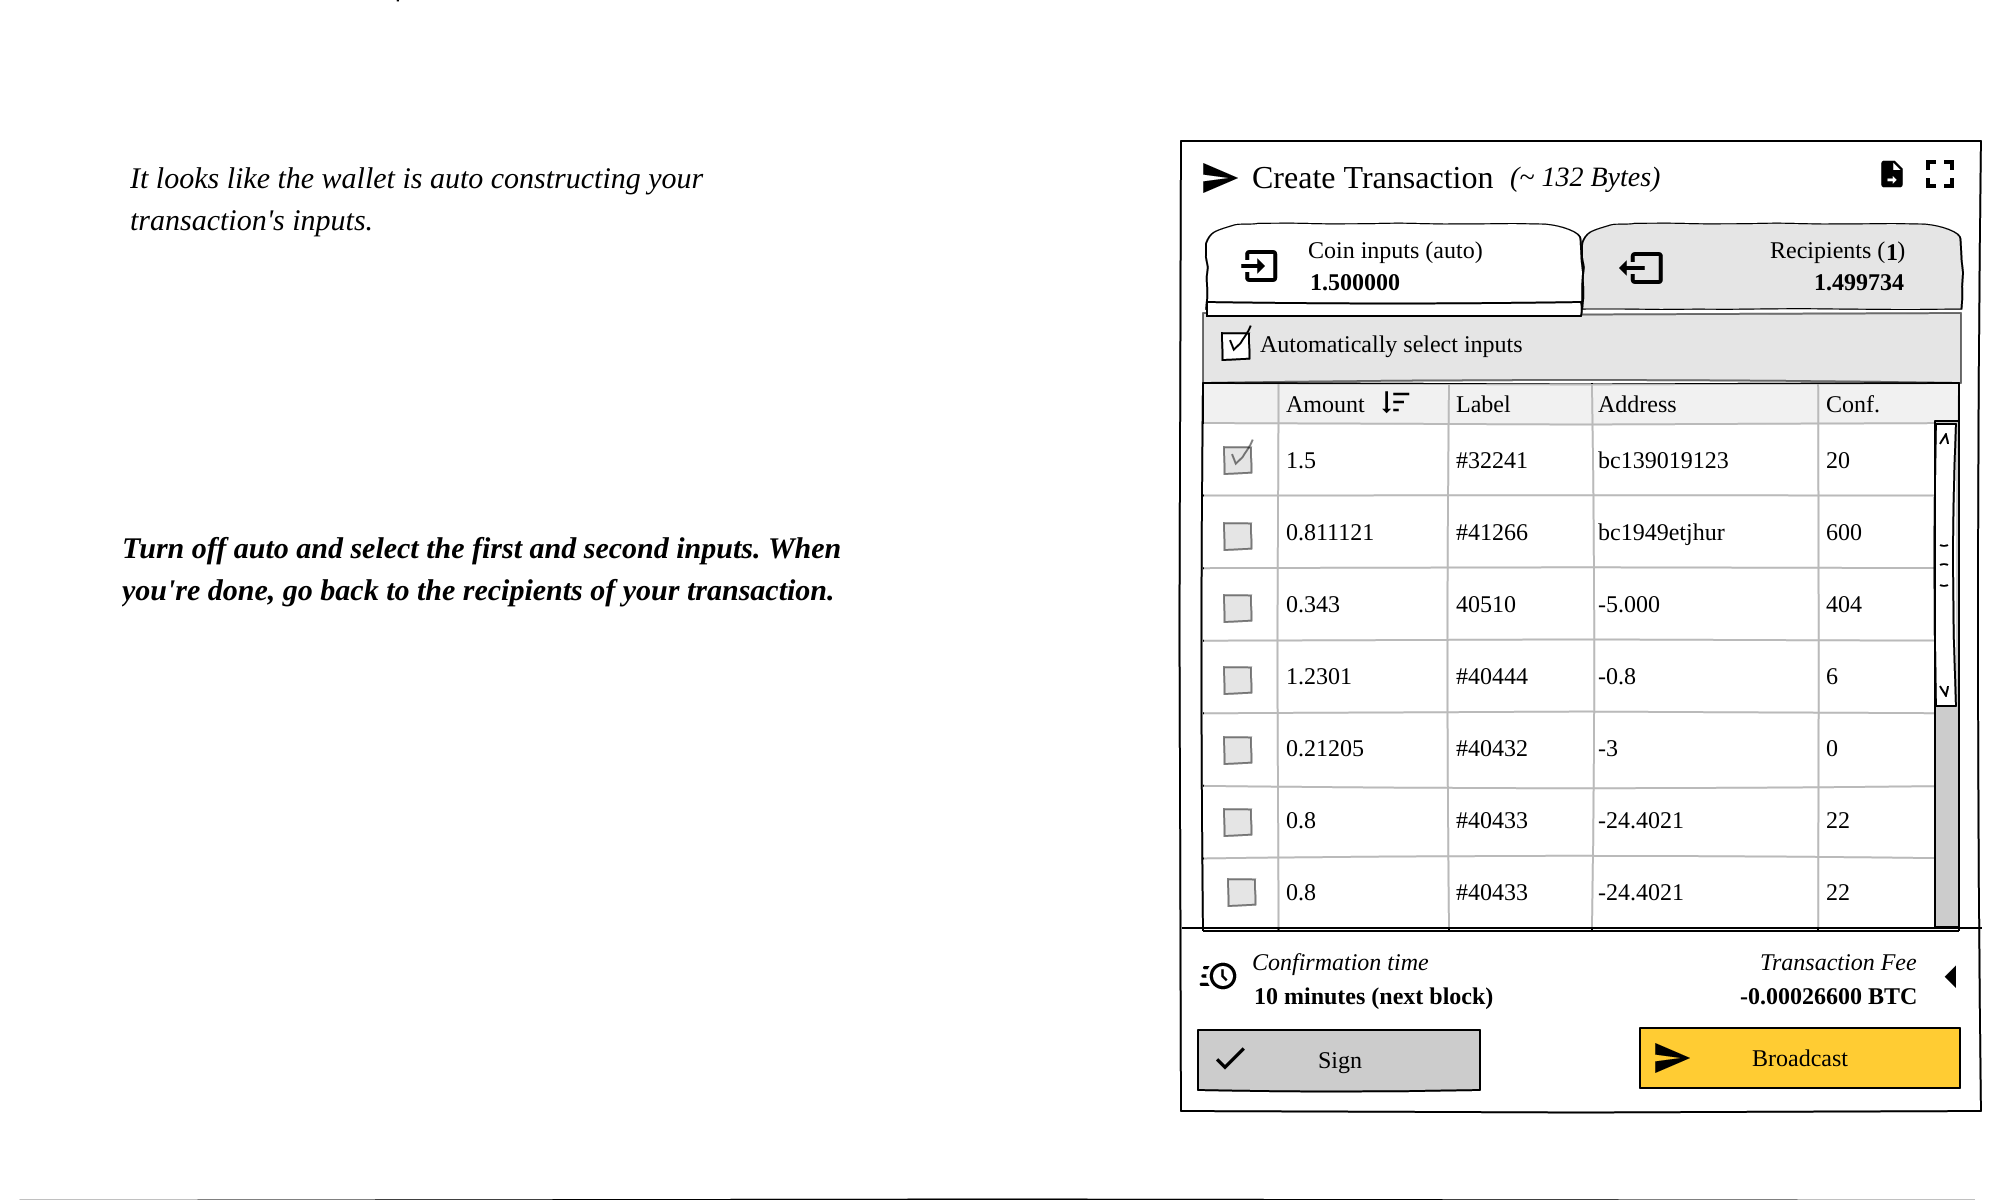 It looks like the wallet is auto constructing your
transaction's inputs.
Turn off auto and select the first and second inputs. When
you're done, go back to the recipients of your transaction.
Create Transaction (~ 132 Bytes)
Coin inputs (auto)
1.500000
Recipients (1)
1.499734
Automatically select inputs
Amount Label Address Conf.
1.5 #32241 bc139019123 20
0.811121 #41266 bc1949etjhur 600
0.343 40510 -5.000 404
1.2301 #40444 -0.8 6
0.21205 #40432 -3 0
0.8 #40433 -24.4021 22
0.8 #40433 -24.4021 22
Confirmation time
10 minutes (next block)
Transaction Fee
-0.00026600 BTC
Sign
Broadcast